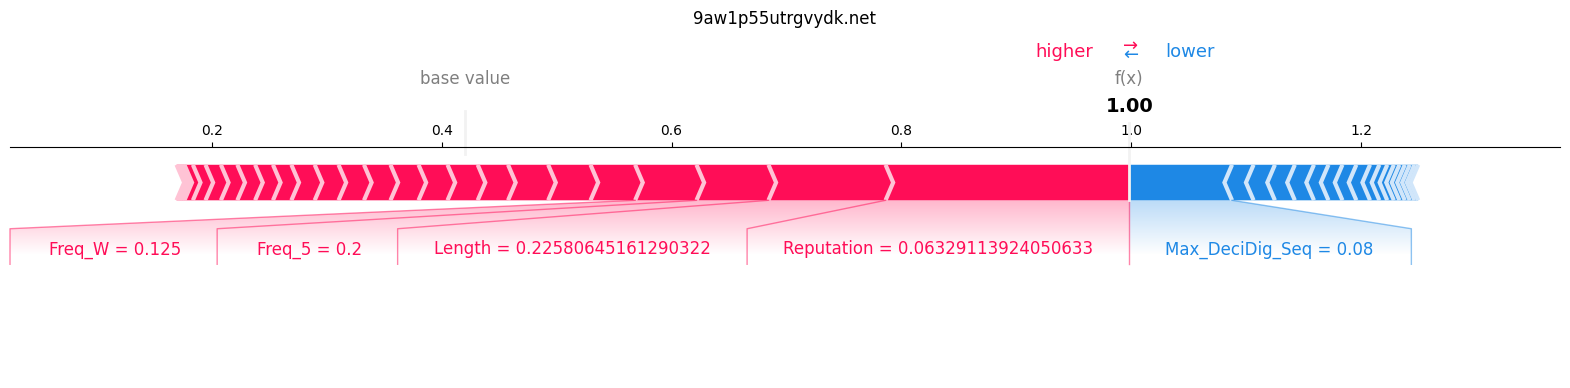 9aw1p55utrgvydk.net
higher → ← lower
base value f(x)
1.00
0.2 0.4 0.6 0.8 1.0 1.2
Freq_W = 0.125 Freq_5 = 0.2 Length = 0.22580645161290322 Reputation = 0.06329113924050633 Max_DeciDig_Seq = 0.08